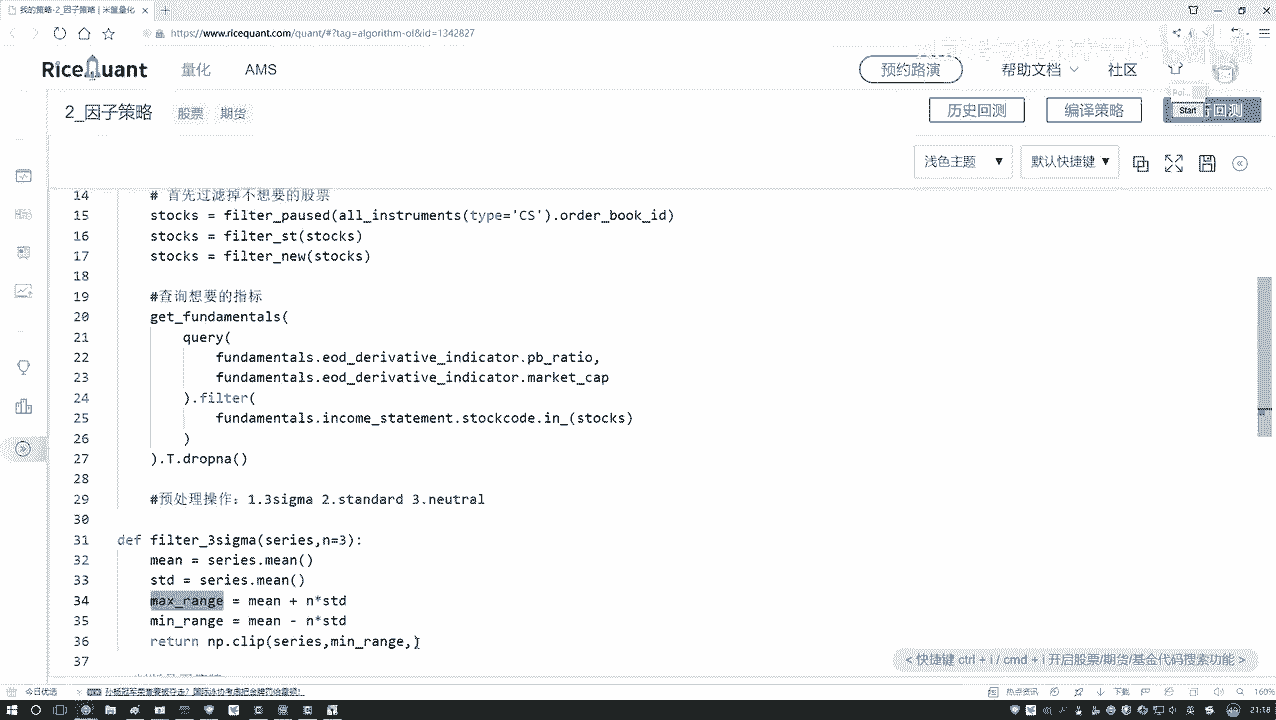 我的策略-2_因子策略 | 米筐量化
https://www.ricequant.com/quant/#?tag=algorithm-of&id=1342827
RiceQuant 量化 AMS 预约路演 帮助文档 社区
2_因子策略 股票 期货 历史回测 编译策略 回测
Start
浅色主题 ▼ 默认快捷键 ▼
14 # 首先过滤掉不想要的股票
15 stocks = filter_paused(all_instruments(type='CS').order_book_id)
16 stocks = filter_st(stocks)
17 stocks = filter_new(stocks)
18
19 #查询想要的指标
20 get_fundamentals(
21 query(
22 fundamentals.eod_derivative_indicator.pb_ratio,
23 fundamentals.eod_derivative_indicator.market_cap
24 ).filter(
25 fundamentals.income_statement.stockcode.in_(stocks)
26 )
27 ).T.dropna()
28
29 #预处理操作：1.3sigma 2.standard 3.neutral
30
31 def filter_3sigma(series,n=3):
32 mean = series.mean()
33 std = series.mean()
34 max_range = mean + n*std
35 min_range = mean - n*std
36 return np.clip(series,min_range,)
37
< 快捷键 ctrl + i / cmd + i 开启股票/期货/基金代码搜索功能 >
今日优选
热点资讯 下载 160%
21:18